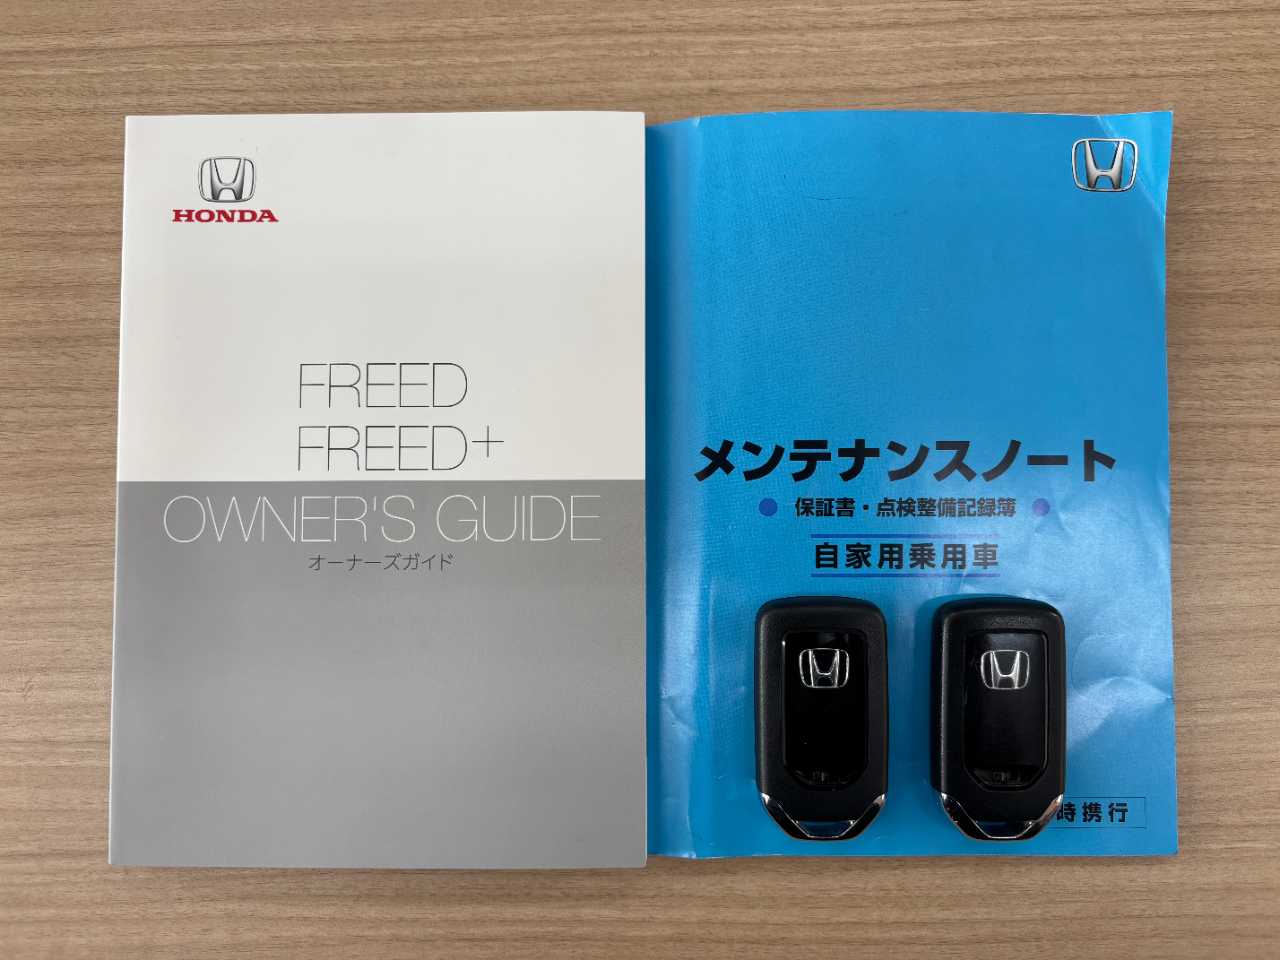 HONDA
FREED
FREED+
OWNER'S GUIDE
オーナーズガイド
メンテナンスノート
保証書・点検整備記録簿
自家用乗用車
時携行